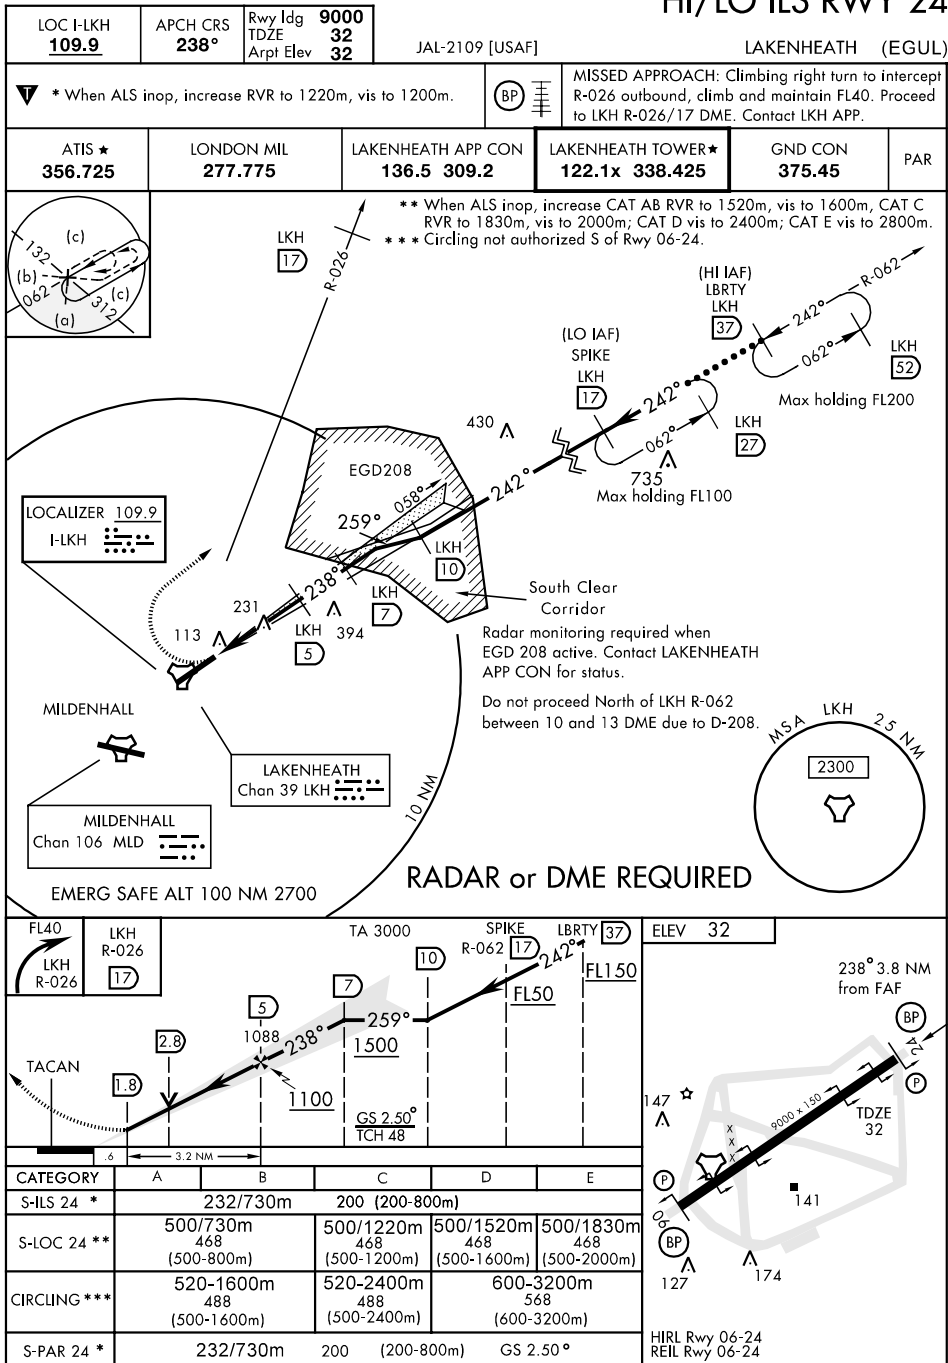 HI/LO ILS RWY 24
LOC I-LKH
109.9
APCH CRS
238°
Rwy ldg 9000
TDZE 32
Arpt Elev 32
JAL-2109 [USAF]
LAKENHEATH (EGUL)
T * When ALS inop, increase RVR to 1220m, vis to 1200m.
BP
MISSED APPROACH: Climbing right turn to intercept
R-026 outbound, climb and maintain FL40. Proceed
to LKH R-026/17 DME. Contact LKH APP.
ATIS ★
356.725
LONDON MIL
277.775
LAKENHEATH APP CON
136.5 309.2
LAKENHEATH TOWER★
122.1x 338.425
GND CON
375.45
PAR
** When ALS inop, increase CAT AB RVR to 1520m, vis to 1600m, CAT C
RVR to 1830m, vis to 2000m; CAT D vis to 2400m; CAT E vis to 2800m.
*** Circling not authorized S of Rwy 06-24.
(c)
132
(b)
062
(c)
312
(a)
LKH
17
R-026
(HI IAF)
LBRTY
LKH
37
R-062
242°
062°
LKH
52
Max holding FL200
(LO IAF)
SPIKE
LKH
17
242°
062°
LKH
27
735
Max holding FL100
430
242°
EGD208
058°
259°
LKH
10
LOCALIZER 109.9
I-LKH
238°
LKH
7
South Clear
Corridor
231
113
LKH
5
394
Radar monitoring required when
EGD 208 active. Contact LAKENHEATH
APP CON for status.
Do not proceed North of LKH R-062
between 10 and 13 DME due to D-208.
MILDENHALL
LAKENHEATH
Chan 39 LKH
MILDENHALL
Chan 106 MLD
10 NM
MSA LKH 25 NM
2300
EMERG SAFE ALT 100 NM 2700
RADAR or DME REQUIRED
FL40
LKH
R-026
LKH
R-026
17
TA 3000
SPIKE
R-062 17
LBRTY 37
242°
FL150
FL50
10
7
259°
1500
5
1088
238°
1100
2.8
1.8
TACAN
GS 2.50°
TCH 48
.6
3.2 NM
ELEV 32
238° 3.8 NM
from FAF
BP
24
P
9000 x 150
TDZE
32
147
x
x
x
P
06
BP
141
127
174
HIRL Rwy 06-24
REIL Rwy 06-24
CATEGORY A B C D E
S-ILS 24 * 232/730m 200 (200-800m)
S-LOC 24 **
500/730m
468
(500-800m)
500/1220m
468
(500-1200m)
500/1520m
468
(500-1600m)
500/1830m
468
(500-2000m)
CIRCLING ***
520-1600m
488
(500-1600m)
520-2400m
488
(500-2400m)
600-3200m
568
(600-3200m)
S-PAR 24 * 232/730m 200 (200-800m) GS 2.50°